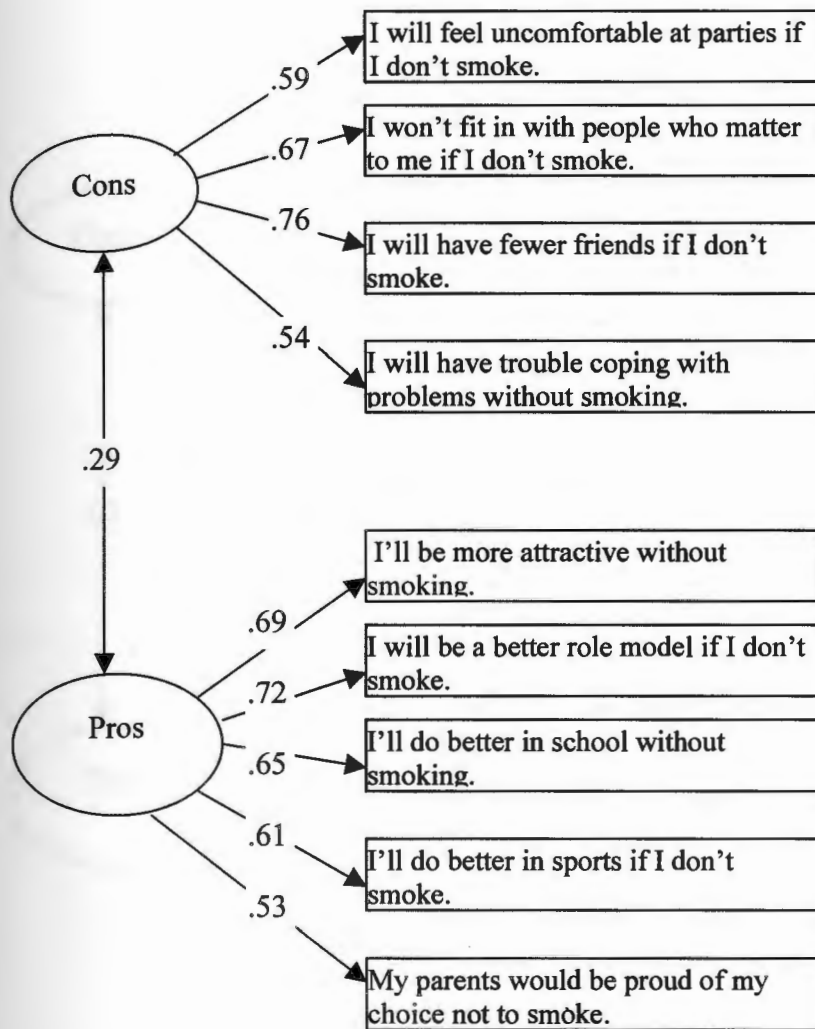 I will feel uncomfortable at parties if
I don't smoke.
.59
I won't fit in with people who matter
to me if I don't smoke.
.67
Cons
.76
I will have fewer friends if I don't
smoke.
.54
I will have trouble coping with
problems without smoking.
.29
I'll be more attractive without
smoking.
.69
I will be a better role model if I don't
smoke.
.72
Pros
I'll do better in school without
smoking.
.65
.61
I'll do better in sports if I don't
smoke.
.53
My parents would be proud of my
choice not to smoke.